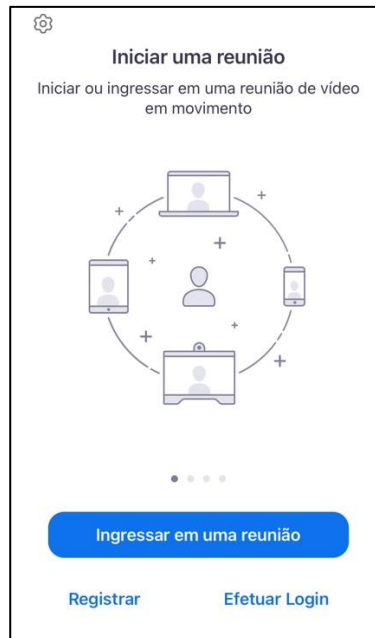 Iniciar uma reunião
Iniciar ou ingressar em uma reunião de vídeo
em movimento
Ingressar em uma reunião
Registrar
Efetuar Login